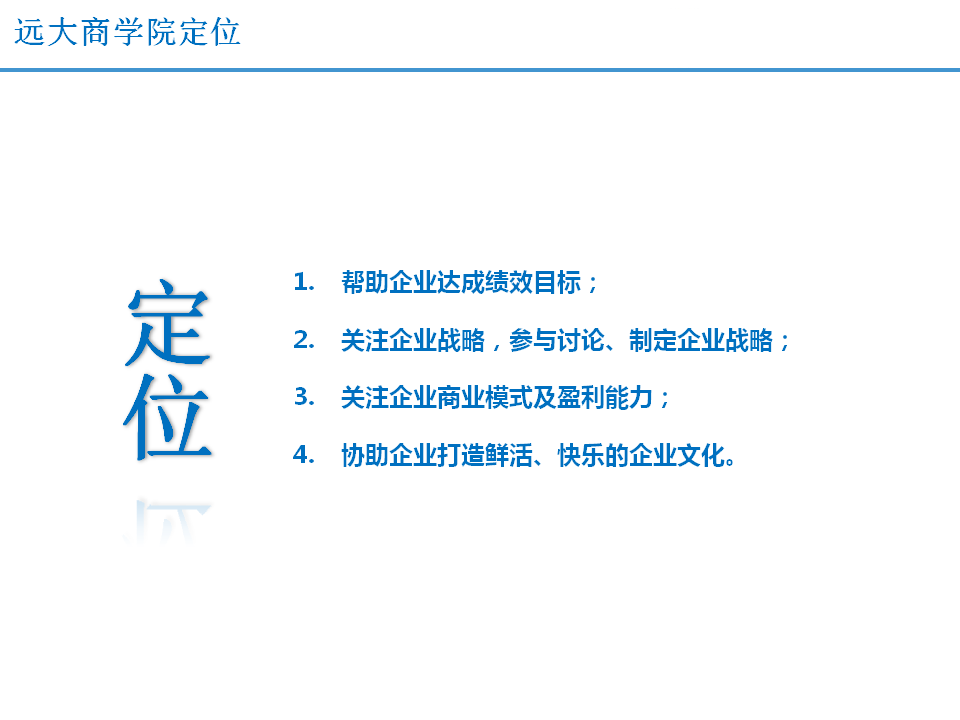 远大商学院定位
定
位
1. 帮助企业达成绩效目标；
2. 关注企业战略，参与讨论、制定企业战略；
3. 关注企业商业模式及盈利能力；
4. 协助企业打造鲜活、快乐的企业文化。